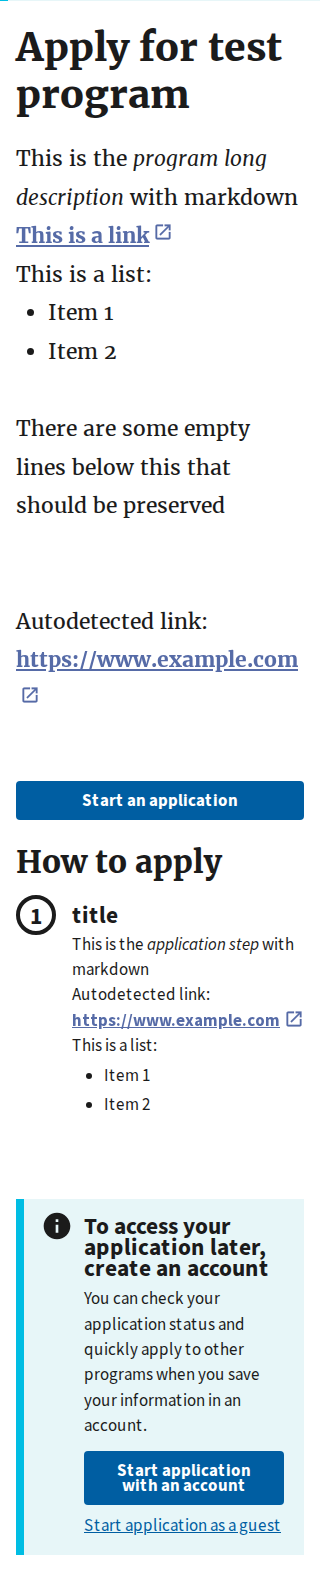 Apply for test
program
This is the program long
description with markdown
This is a link
This is a list:
• Item 1
• Item 2
There are some empty
lines below this that
should be preserved
Autodetected link:
https://www.example.com
Start an application
How to apply
1 title
This is the application step with
markdown
Autodetected link:
https://www.example.com
This is a list:
• Item 1
• Item 2
To access your
application later,
create an account
You can check your
application status and
quickly apply to other
programs when you save
your information in an
account.
Start application
with an account
Start application as a guest